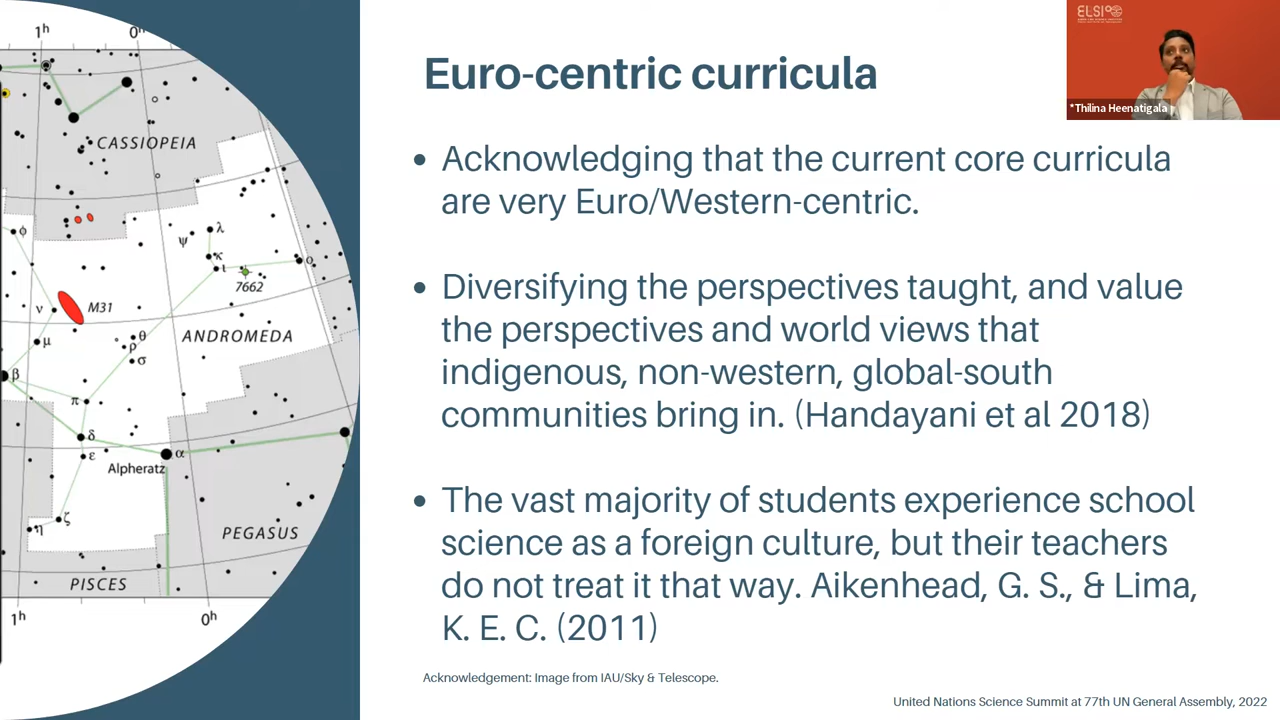 Euro-centric curricula
• Acknowledging that the current core curricula
are very Euro/Western-centric.
• Diversifying the perspectives taught, and value
the perspectives and world views that
indigenous, non-western, global-south
communities bring in. (Handayani et al 2018)
• The vast majority of students experience school
science as a foreign culture, but their teachers
do not treat it that way. Aikenhead, G. S., & Lima,
K. E. C. (2011)
Acknowledgement: Image from IAU/Sky & Telescope.
United Nations Science Summit at 77th UN General Assembly, 2022
ELSI
*Thilina Heenatigala
1h
0h
CASSIOPEIA
ϕ
ψ
λ
κ
ι
ο
7662
ν
M31
μ
θ
ρ
σ
ANDROMEDA
β
π
δ
ε
α
Alpheratz
ζ
η
PEGASUS
PISCES
1h
0h